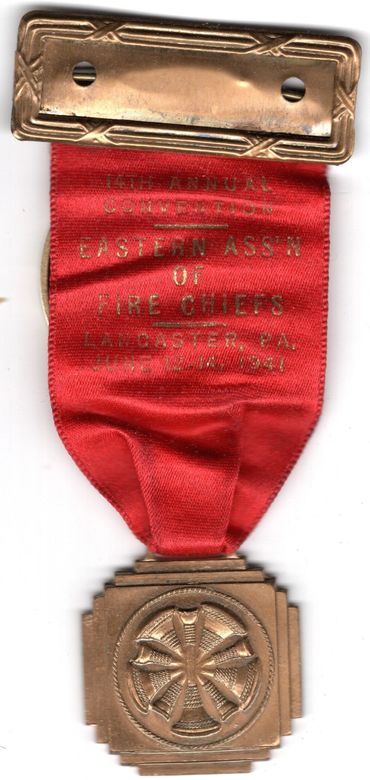 14TH ANNUAL
CONVENTION
EASTERN ASS'N
OF
FIRE CHIEFS
LANCASTER, PA.
JUNE 12-14, 1941